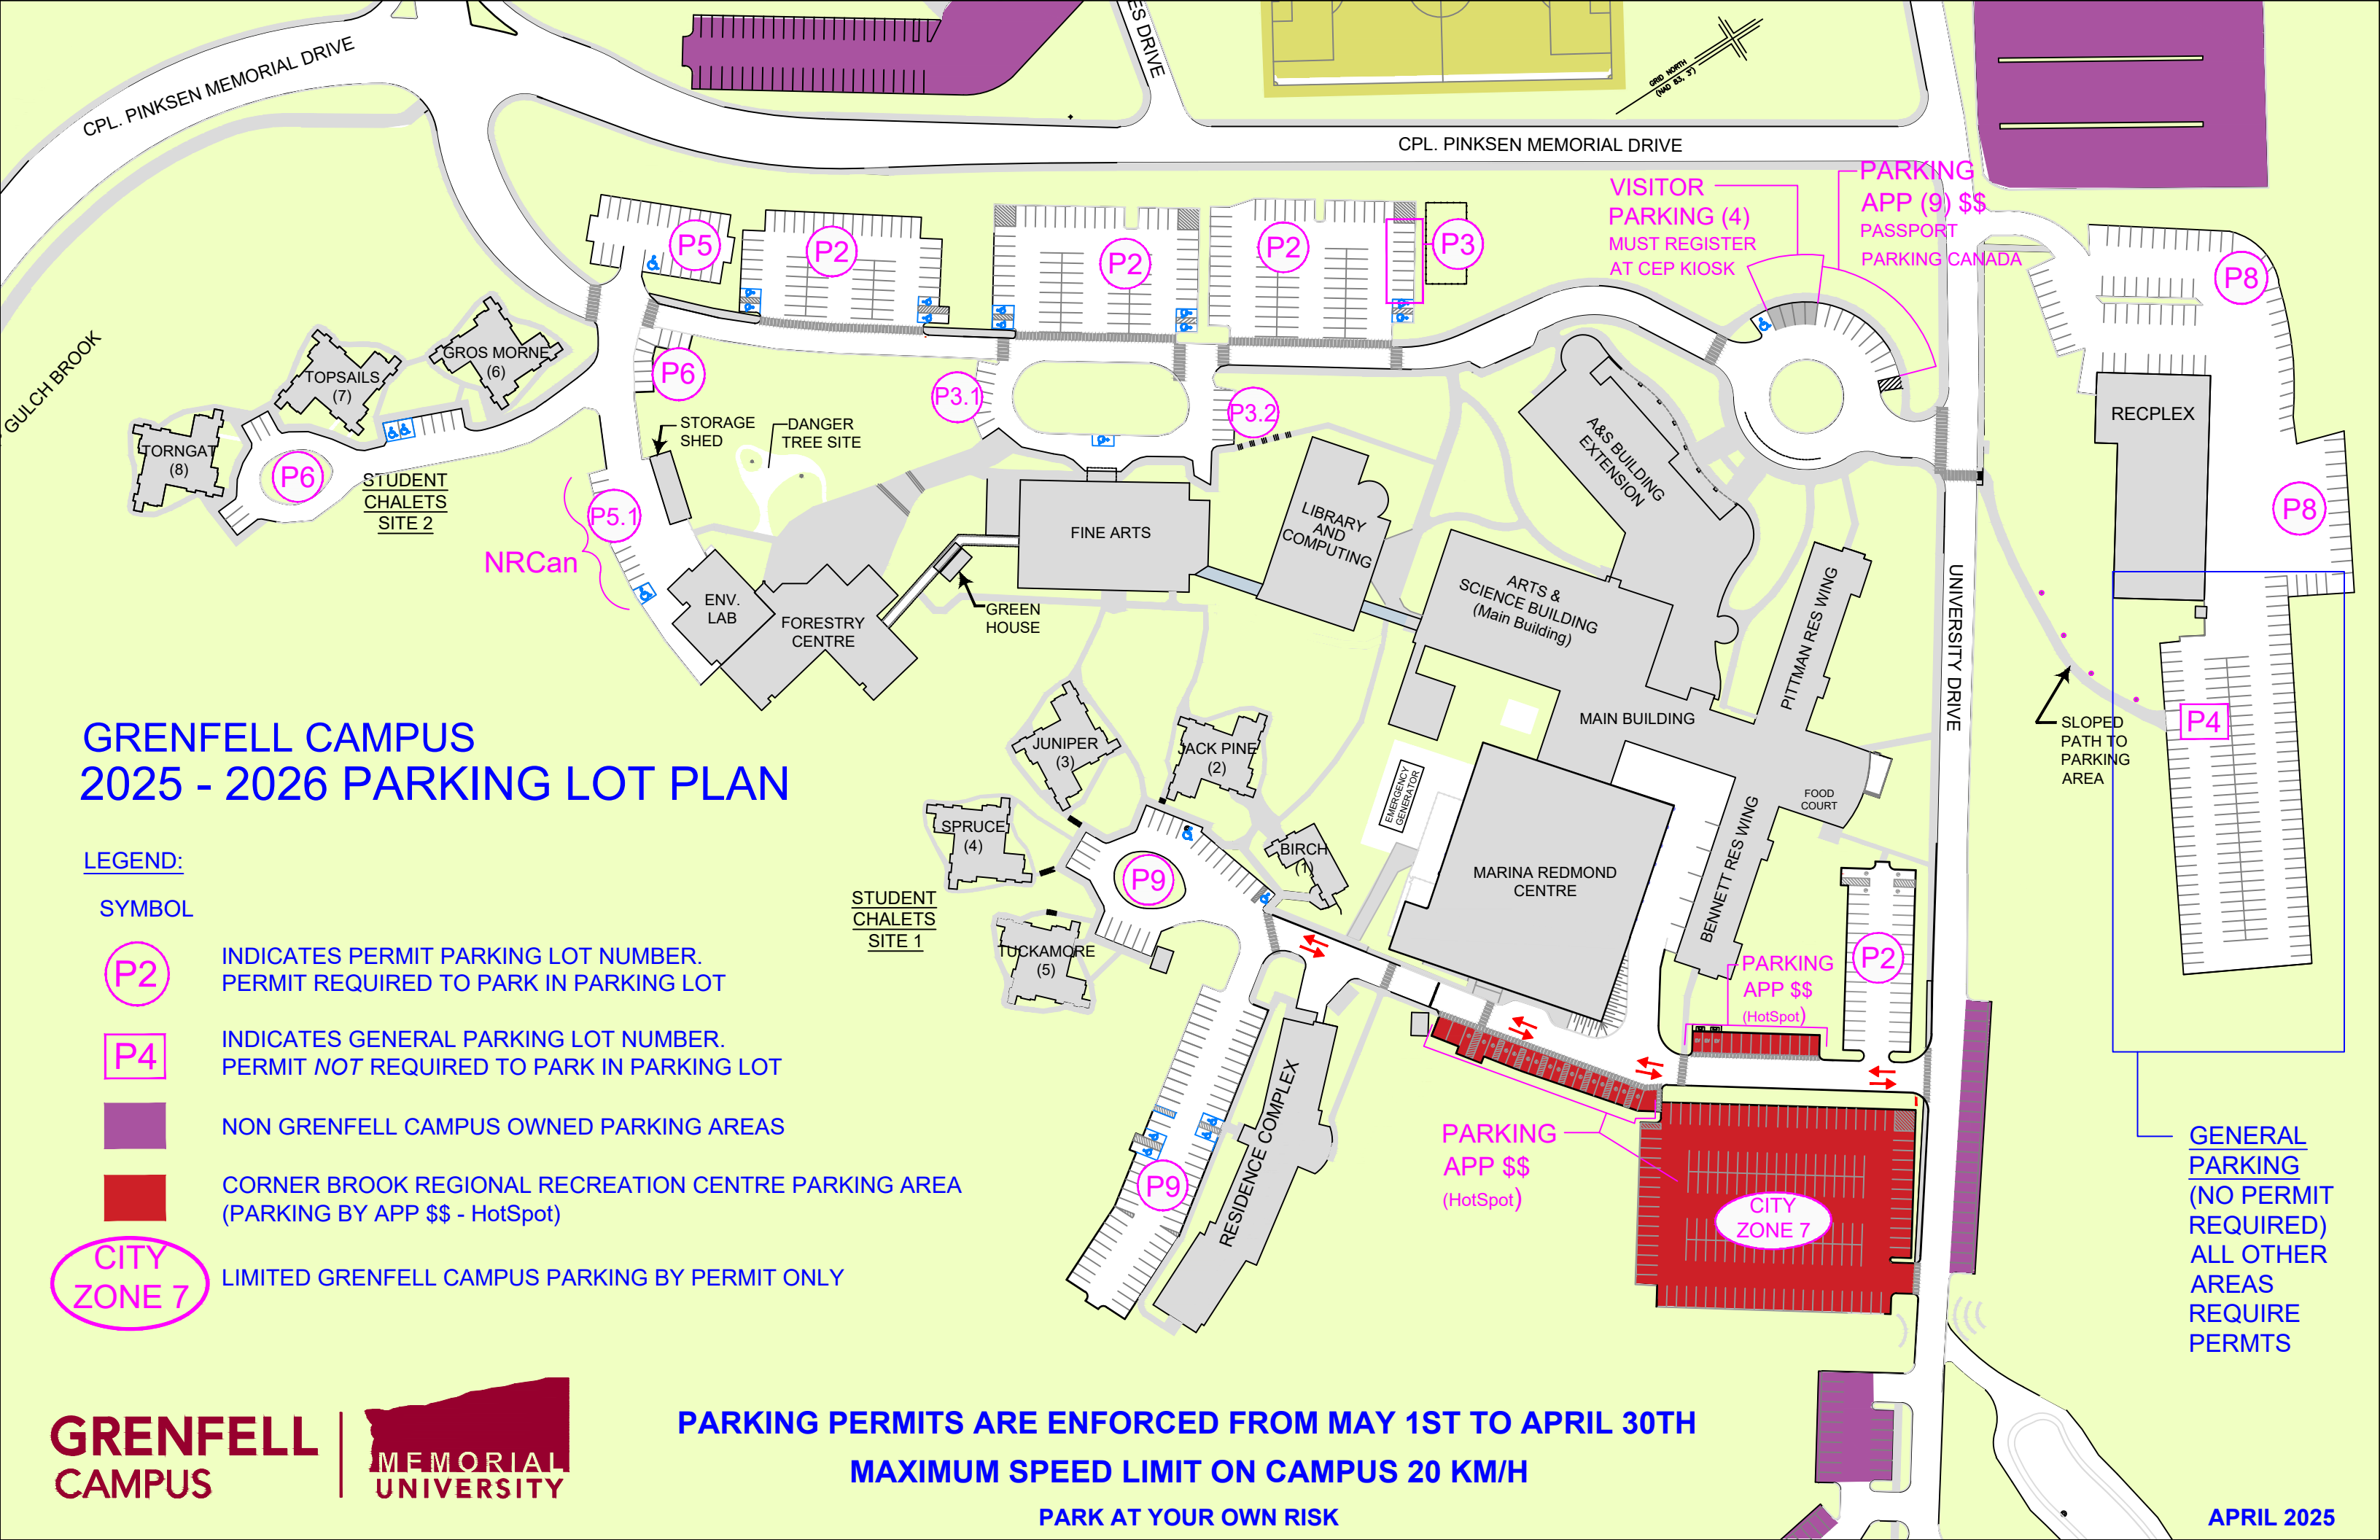 CPL. PINKSEN MEMORIAL DRIVE
ES DRIVE
GRID NORTH
(NAD 83, 3°)
CPL. PINKSEN MEMORIAL DRIVE
VISITOR
PARKING (4)
MUST REGISTER
AT CEP KIOSK
PARKING
APP (9) $$
PASSPORT
PARKING CANADA
P5
P2
P2
P2
P3
P8
GULCH BROOK
GROS MORNE
(6)
TOPSAILS
(7)
TORNGAT
(8)
P6
P6
STUDENT
CHALETS
SITE 2
P3.1
P3.2
STORAGE
SHED
DANGER
TREE SITE
P5.1
NRCan
ENV.
LAB
FORESTRY
CENTRE
GREEN
HOUSE
FINE ARTS
LIBRARY
AND
COMPUTING
A&S BUILDING
EXTENSION
ARTS &
SCIENCE BUILDING
(Main Building)
PITTMAN RES WING
MAIN BUILDING
UNIVERSITY DRIVE
RECPLEX
P8
P4
SLOPED
PATH TO
PARKING
AREA
FOOD
COURT
BENNETT RES WING
EMERGENCY
GENERATOR
MARINA REDMOND
CENTRE
JUNIPER
(3)
JACK PINE
(2)
SPRUCE
(4)
BIRCH
(1)
TUCKAMORE
(5)
P9
STUDENT
CHALETS
SITE 1
P9
RESIDENCE COMPLEX
P2
PARKING
APP $$
(HotSpot)
PARKING
APP $$
(HotSpot)
CITY
ZONE 7
GENERAL
PARKING
(NO PERMIT
REQUIRED)
ALL OTHER
AREAS
REQUIRE
PERMTS
GRENFELL CAMPUS
2025 - 2026 PARKING LOT PLAN
LEGEND:
SYMBOL
P2
INDICATES PERMIT PARKING LOT NUMBER.
PERMIT REQUIRED TO PARK IN PARKING LOT
P4
INDICATES GENERAL PARKING LOT NUMBER.
PERMIT NOT REQUIRED TO PARK IN PARKING LOT
NON GRENFELL CAMPUS OWNED PARKING AREAS
CORNER BROOK REGIONAL RECREATION CENTRE PARKING AREA
(PARKING BY APP $$ - HotSpot)
CITY
ZONE 7
LIMITED GRENFELL CAMPUS PARKING BY PERMIT ONLY
GRENFELL
CAMPUS
MEMORIAL
UNIVERSITY
PARKING PERMITS ARE ENFORCED FROM MAY 1ST TO APRIL 30TH
MAXIMUM SPEED LIMIT ON CAMPUS 20 KM/H
PARK AT YOUR OWN RISK
APRIL 2025